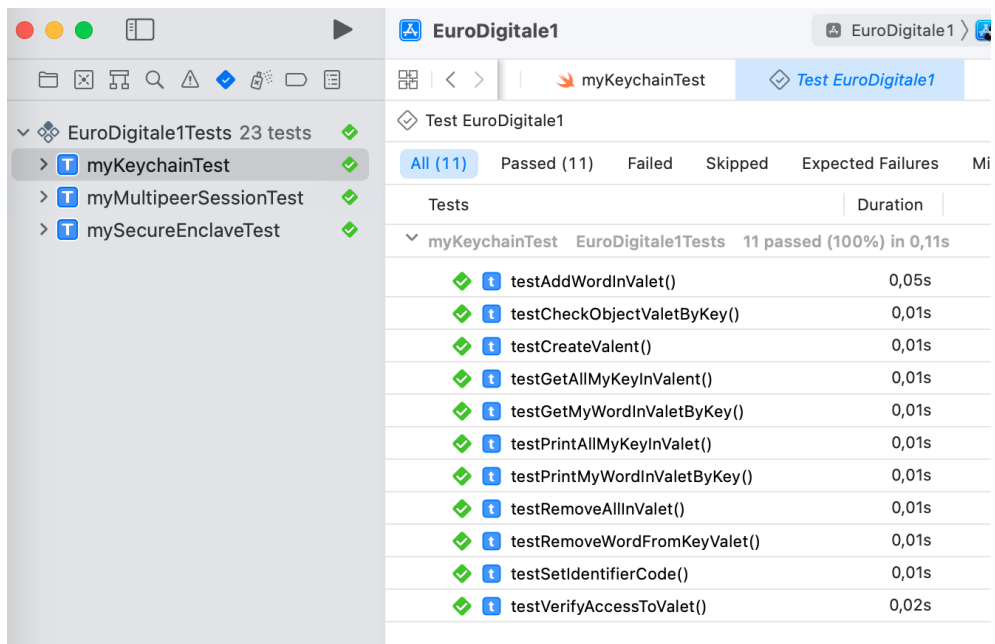 EuroDigitale1
EuroDigitale1
EuroDigitale1Tests 23 tests
myKeychainTest
myMultipeerSessionTest
mySecureEnclaveTest
myKeychainTest
Test EuroDigitale1
Test EuroDigitale1
All (11)
Passed (11)
Failed
Skipped
Expected Failures
Mi
Tests
Duration
myKeychainTest EuroDigitale1Tests 11 passed (100%) in 0,11s
testAddWordInValet() 0,05s
testCheckObjectValetByKey() 0,01s
testCreateValent() 0,01s
testGetAllMyKeyInValent() 0,01s
testGetMyWordInValetByKey() 0,01s
testPrintAllMyKeyInValet() 0,01s
testPrintMyWordInValetByKey() 0,01s
testRemoveAllInValet() 0,01s
testRemoveWordFromKeyValet() 0,01s
testSetIdentifierCode() 0,01s
testVerifyAccessToValet() 0,02s